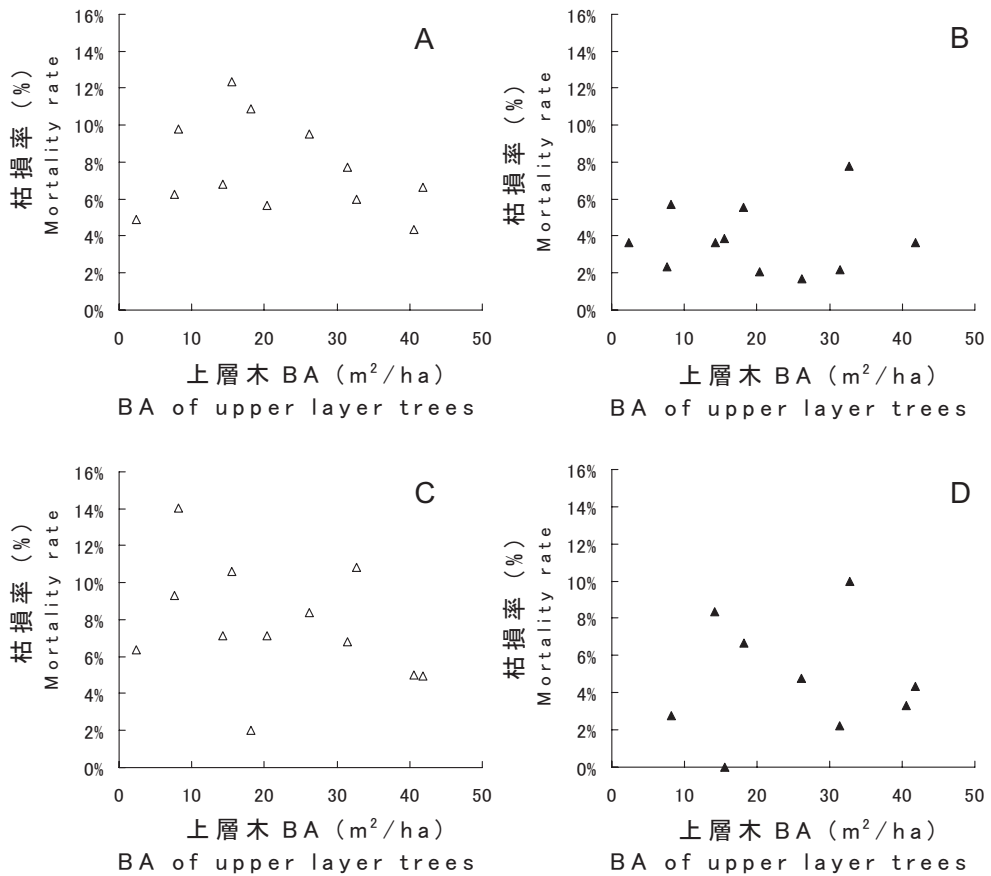 A
16%
14%
12%
10%
8%
6%
4%
2%
0%
0 10 20 30 40 50
枯損率 (%)
Mortality rate
上層木 BA (m²/ha)
BA of upper layer trees
B
16%
14%
12%
10%
8%
6%
4%
2%
0%
0 10 20 30 40 50
枯損率 (%)
Mortality rate
上層木 BA (m²/ha)
BA of upper layer trees
C
16%
14%
12%
10%
8%
6%
4%
2%
0%
0 10 20 30 40 50
枯損率 (%)
Mortality rate
上層木 BA (m²/ha)
BA of upper layer trees
D
16%
14%
12%
10%
8%
6%
4%
2%
0%
0 10 20 30 40 50
枯損率 (%)
Mortality rate
上層木 BA (m²/ha)
BA of upper layer trees